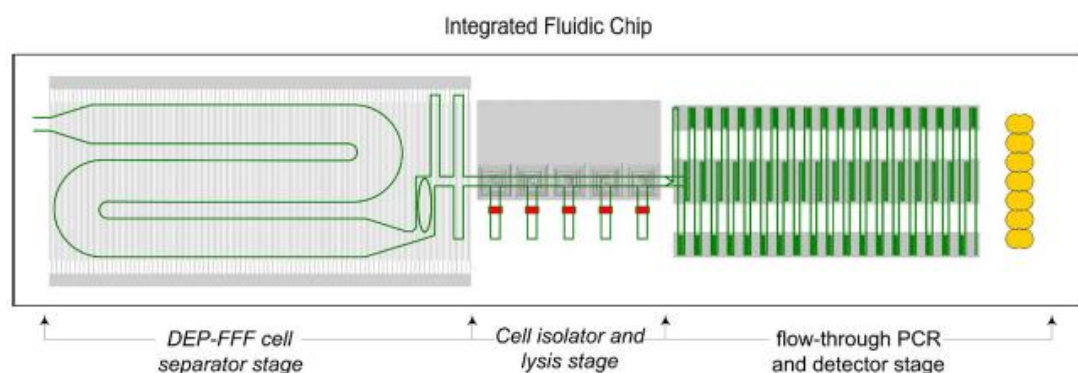 Integrated Fluidic Chip
DEP-FFF cell
separator stage
Cell isolator and
lysis stage
flow-through PCR
and detector stage